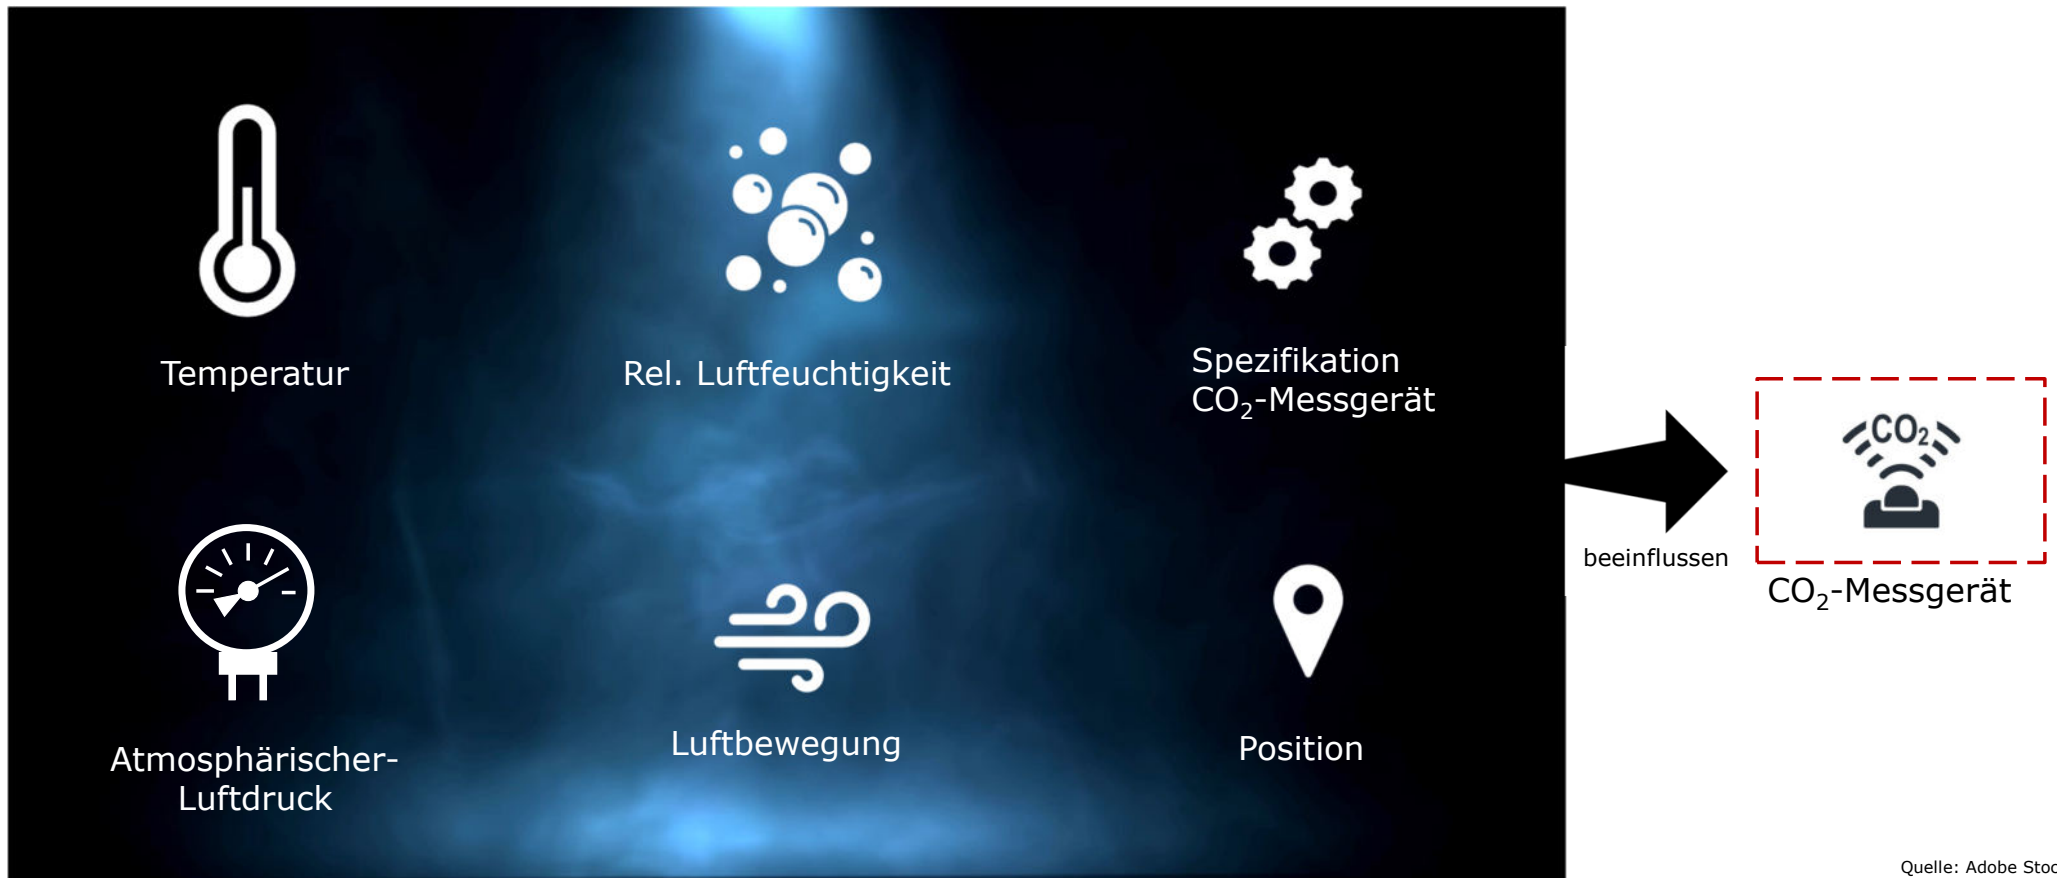 Temperatur
Rel. Luftfeuchtigkeit
Spezifikation
CO₂-Messgerät
Atmosphärischer-
Luftdruck
Luftbewegung
Position
beeinflussen
CO₂
CO₂-Messgerät
Quelle: Adobe Stoc